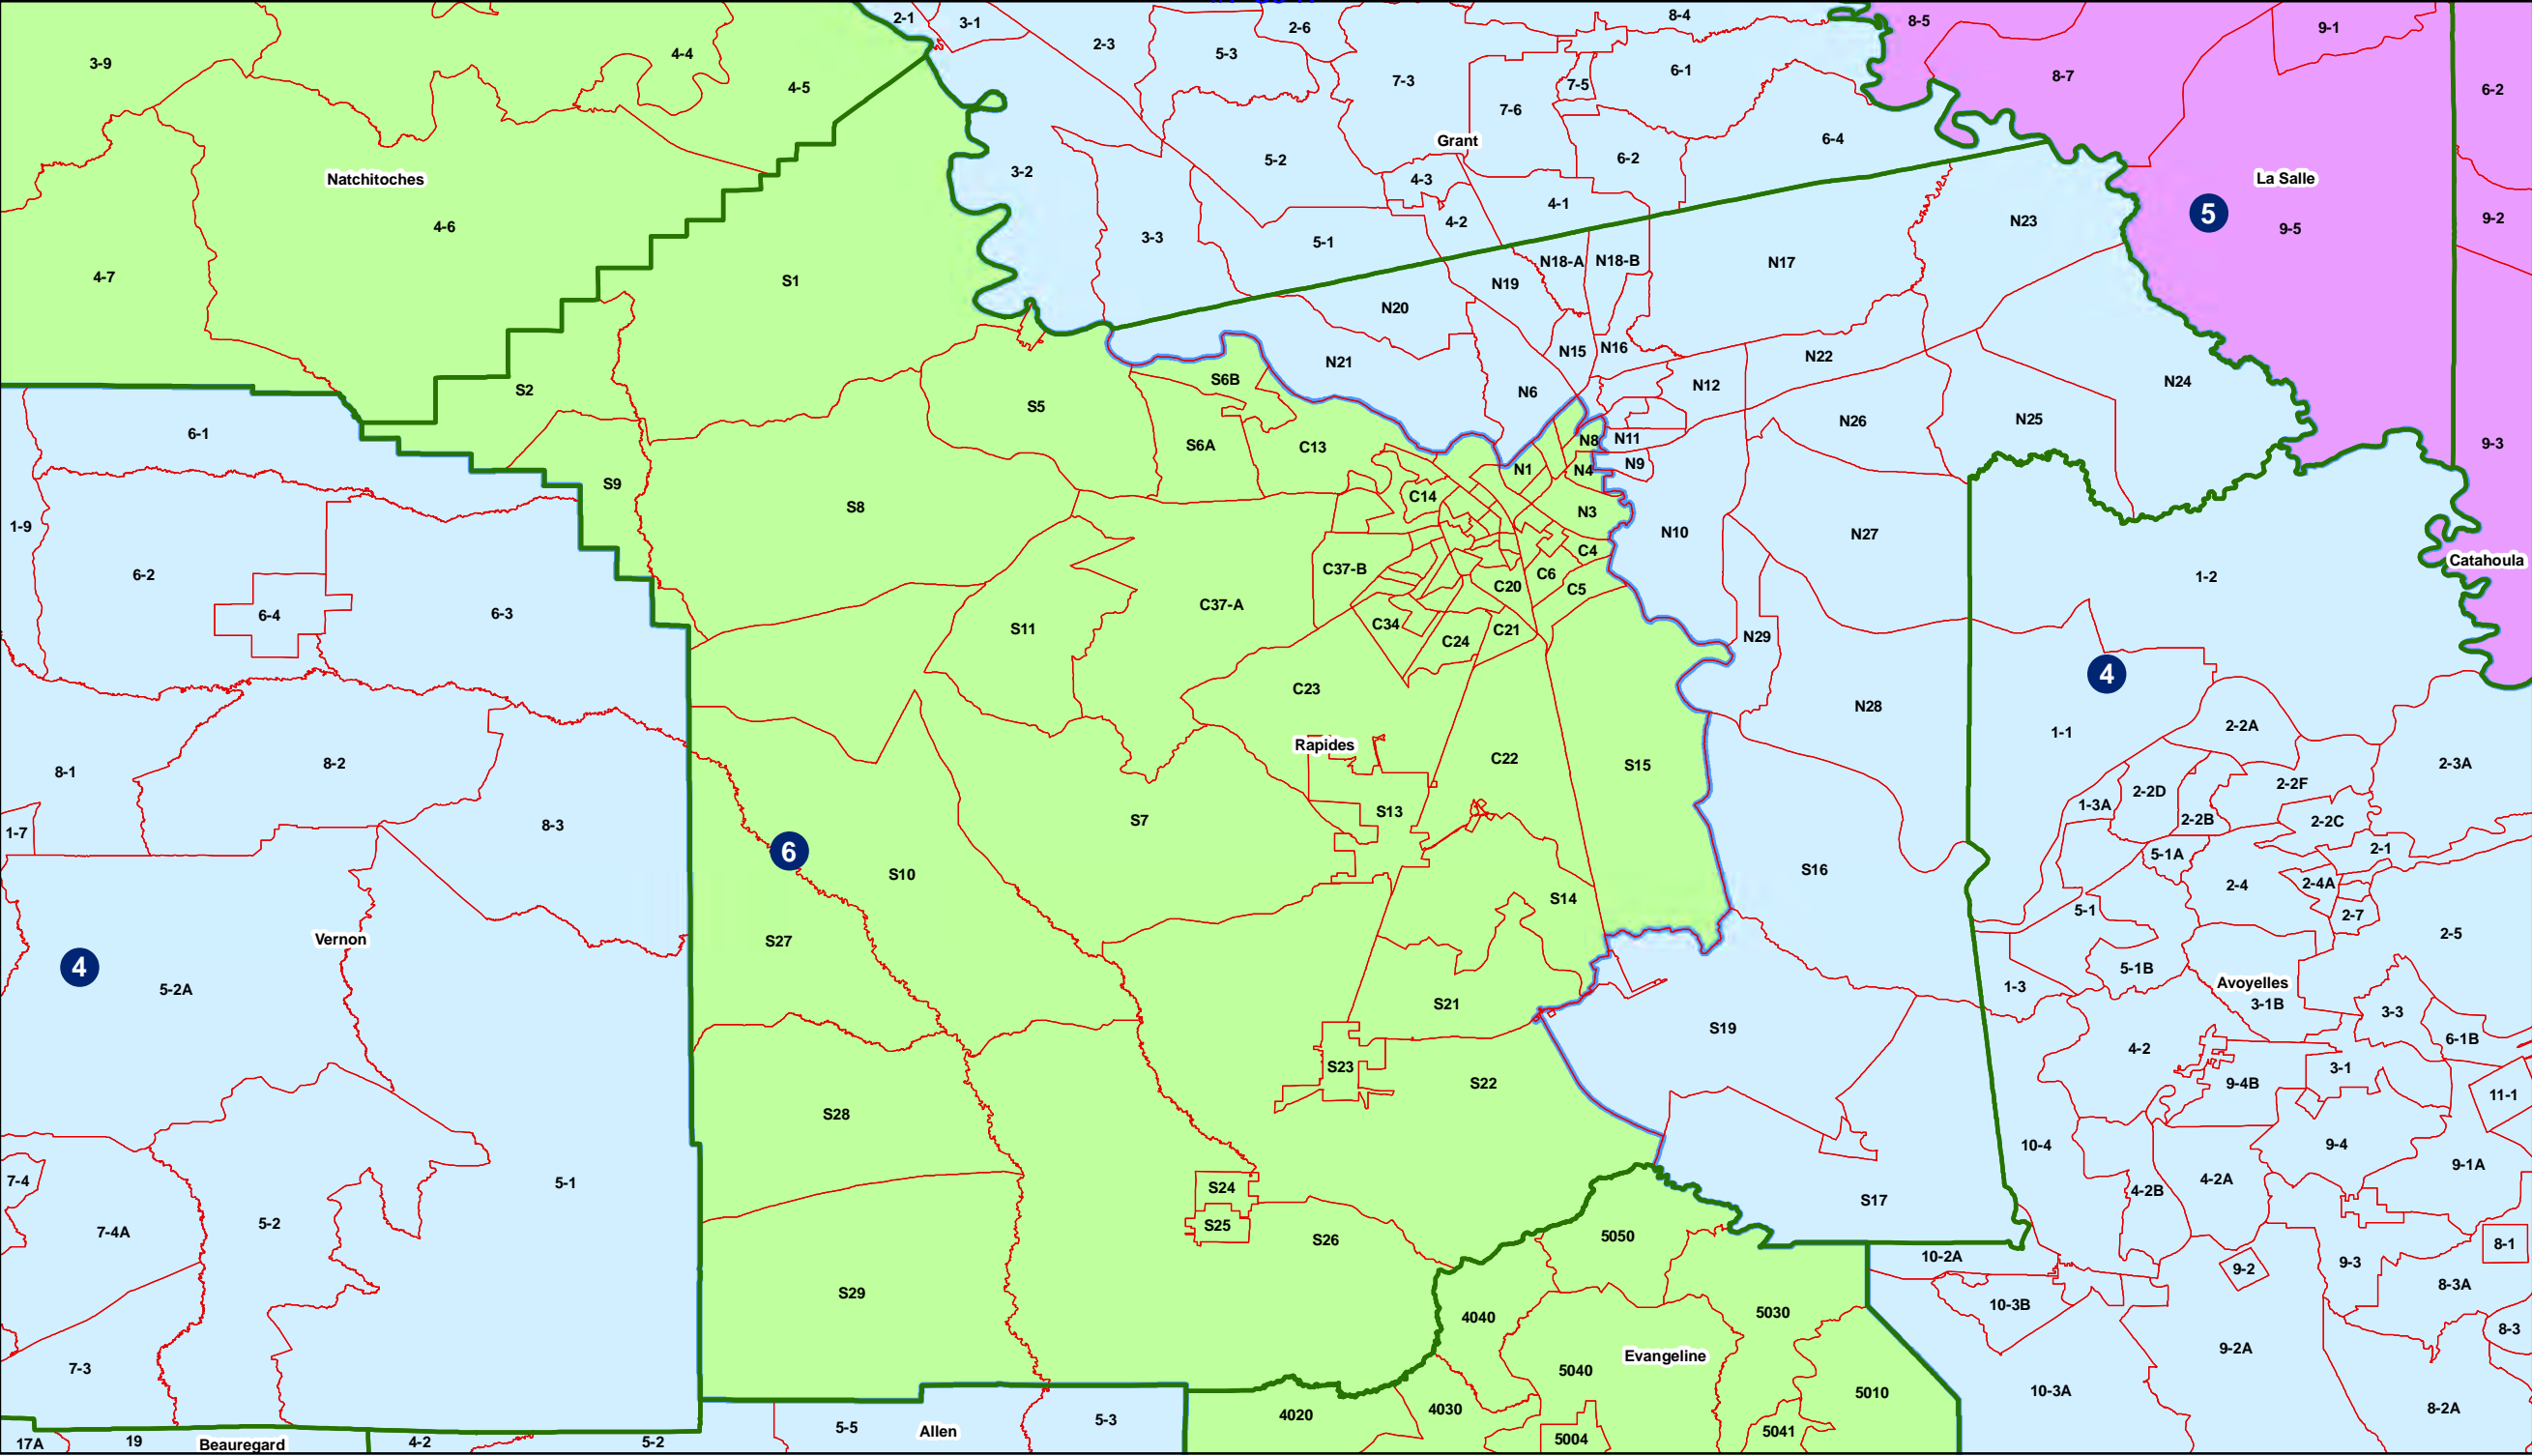 2-1
3-1
2-3
2-6
5-3
8-4
8-5
9-1
3-9
4-4
4-5
7-3
7-5
6-1
8-7
6-2
7-6
Grant
6-4
5-2
6-2
Natchitoches
3-2
4-3
La Salle
4-1
5
4-6
4-2
N23
9-2
9-5
3-3
5-1
4-7
S1
N18-A
N18-B
N17
N19
N20
N15
N16
N21
N22
S2
S6B
N6
N12
N24
S5
N25
N26
6-1
S6A
C13
N8
N11
9-3
N1
N4
N9
S9
C14
S8
N3
1-9
N10
N27
C4
Catahoula
6-2
C37-B
C6
1-2
C20
C5
C37-A
6-4
6-3
S11
C34
C21
C24
N29
4
C23
N28
2-2A
1-1
Rapides
C22
S15
2-3A
8-2
8-1
2-2F
2-2D
1-3A
S13
S7
2-2B
2-2C
8-3
1-7
6
2-1
5-1A
S16
S10
2-4
2-4A
S14
5-1
2-7
Vernon
S27
2-5
4
5-1B
Avoyelles
5-2A
1-3
S21
3-1B
3-3
S19
6-1B
4-2
S23
3-1
S22
9-4B
11-1
S28
10-4
9-4
9-1A
7-4
5-1
4-2A
S24
4-2B
S17
5-2
S25
7-4A
5050
S26
8-1
10-2A
9-2
9-3
8-3A
S29
10-3B
5030
4040
8-3
9-2A
Evangeline
7-3
5040
10-3A
5010
8-2A
4030
4020
5-3
5-5
Allen
5041
5004
17A
19
Beauregard
4-2
5-2